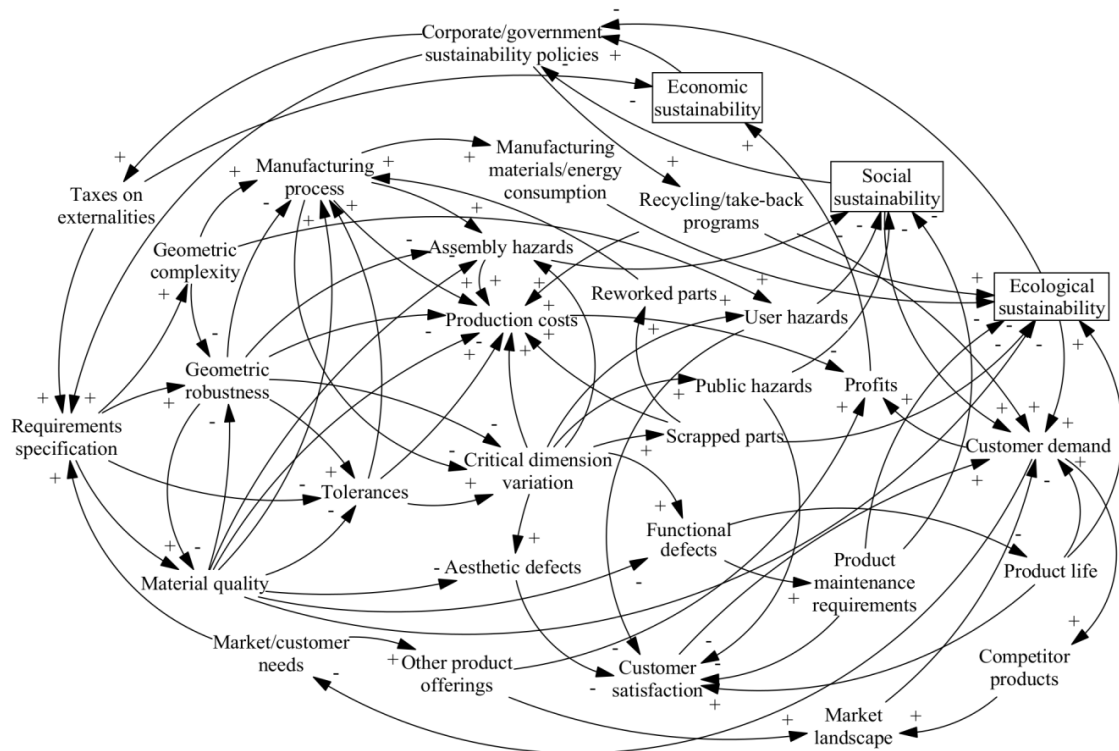 Corporate/government
sustainability policies
Economic
sustainability
Manufacturing
process
Manufacturing
materials/energy
consumption
Social
sustainability
Taxes on
externalities
Recycling/take-back
programs
Geometric
complexity
Assembly hazards
Ecological
sustainability
Reworked parts
Production costs
User hazards
Geometric
robustness
Public hazards
Profits
Requirements
specification
Scrapped parts
Customer demand
Critical dimension
variation
Tolerances
Functional
defects
Material quality
Aesthetic defects
Product
maintenance
requirements
Product life
Market/customer
needs
Other product
offerings
Customer
satisfaction
Competitor
products
Market
landscape